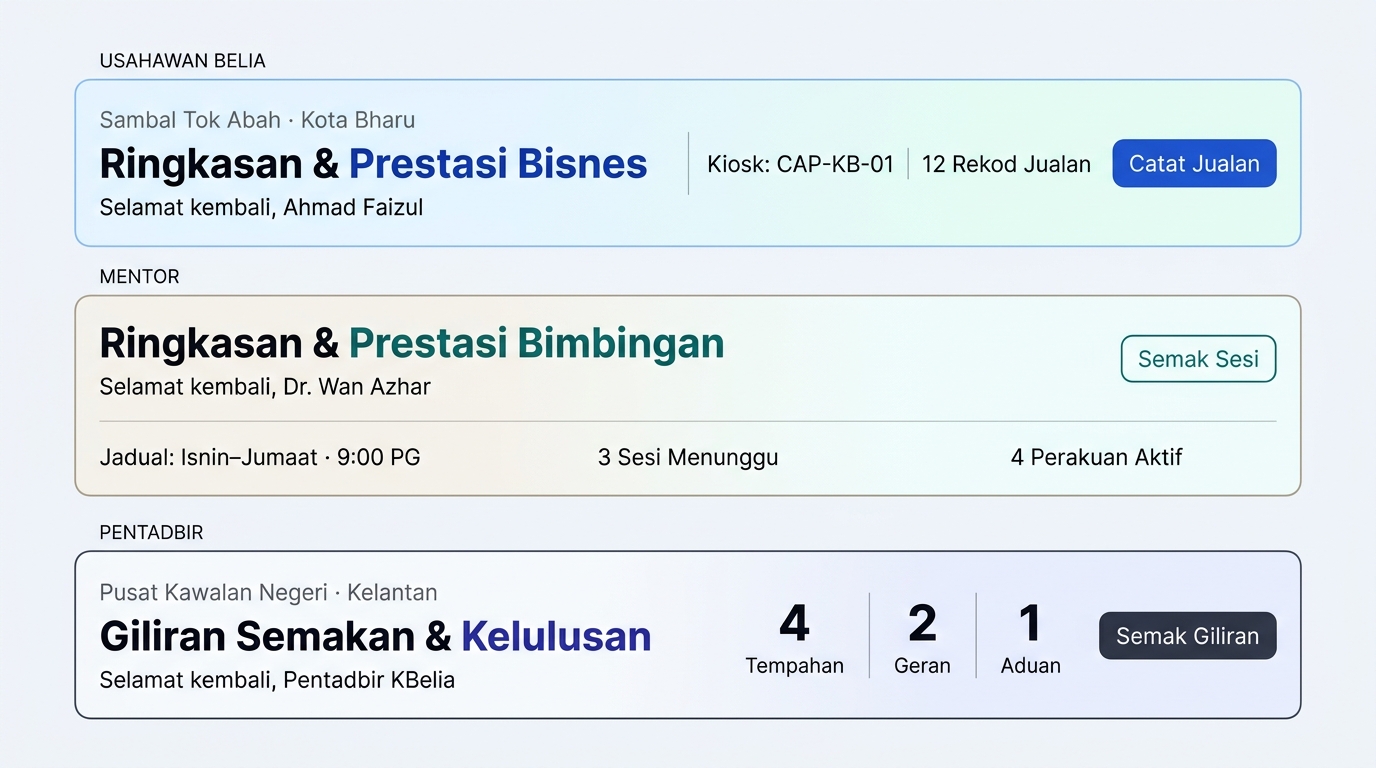 USAHAWAN BELIA
Sambal Tok Abah · Kota Bharu
Ringkasan & Prestasi Bisnes
Selamat kembali, Ahmad Faizul
Kiosk: CAP-KB-01
12 Rekod Jualan
Catat Jualan
MENTOR
Ringkasan & Prestasi Bimbingan
Selamat kembali, Dr. Wan Azhar
Semak Sesi
Jadual: Isnin–Jumaat · 9:00 PG
3 Sesi Menunggu
4 Perakuan Aktif
PENTADBIR
Pusat Kawalan Negeri · Kelantan
Giliran Semakan & Kelulusan
Selamat kembali, Pentadbir KBelia
4
Tempahan
2
Geran
1
Aduan
Semak Giliran